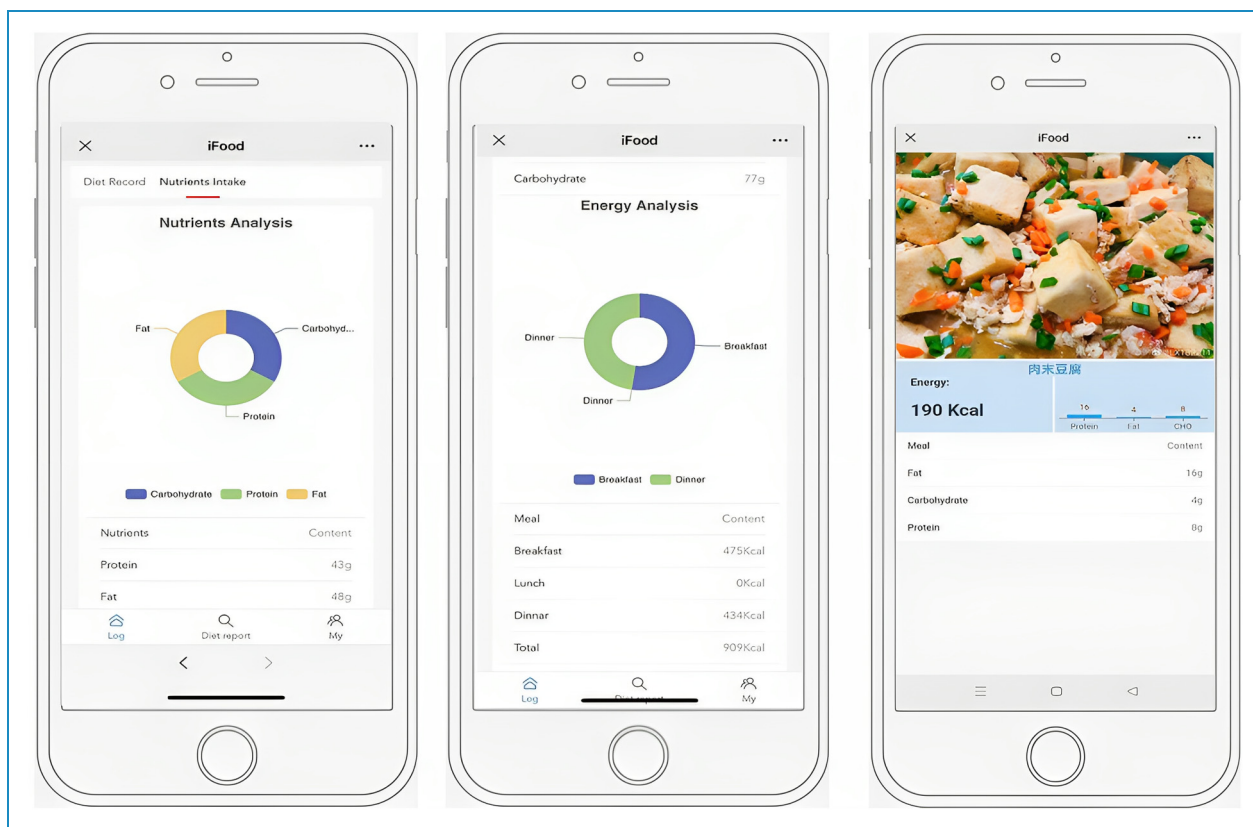 iFood
Diet Record Nutrients Intake
Nutrients Analysis
Fat
Carbohyd...
Protein
Carbohydrate Protein Fat
Nutrients Content
Protein 43g
Fat 48g
Log Diet report My
iFood
Carbohydrate 77g
Energy Analysis
Dinner
Breakfast
Dinner
Breakfast Dinner
Meal Content
Breakfast 475Kcal
Lunch 0Kcal
Dinnar 434Kcal
Total 909Kcal
Log Diet report My
iFood
肉末豆腐
Energy:
190 Kcal
16 4 8
Protein Fat CHO
Meal Content
Fat 16g
Carbohydrate 4g
Protein 8g